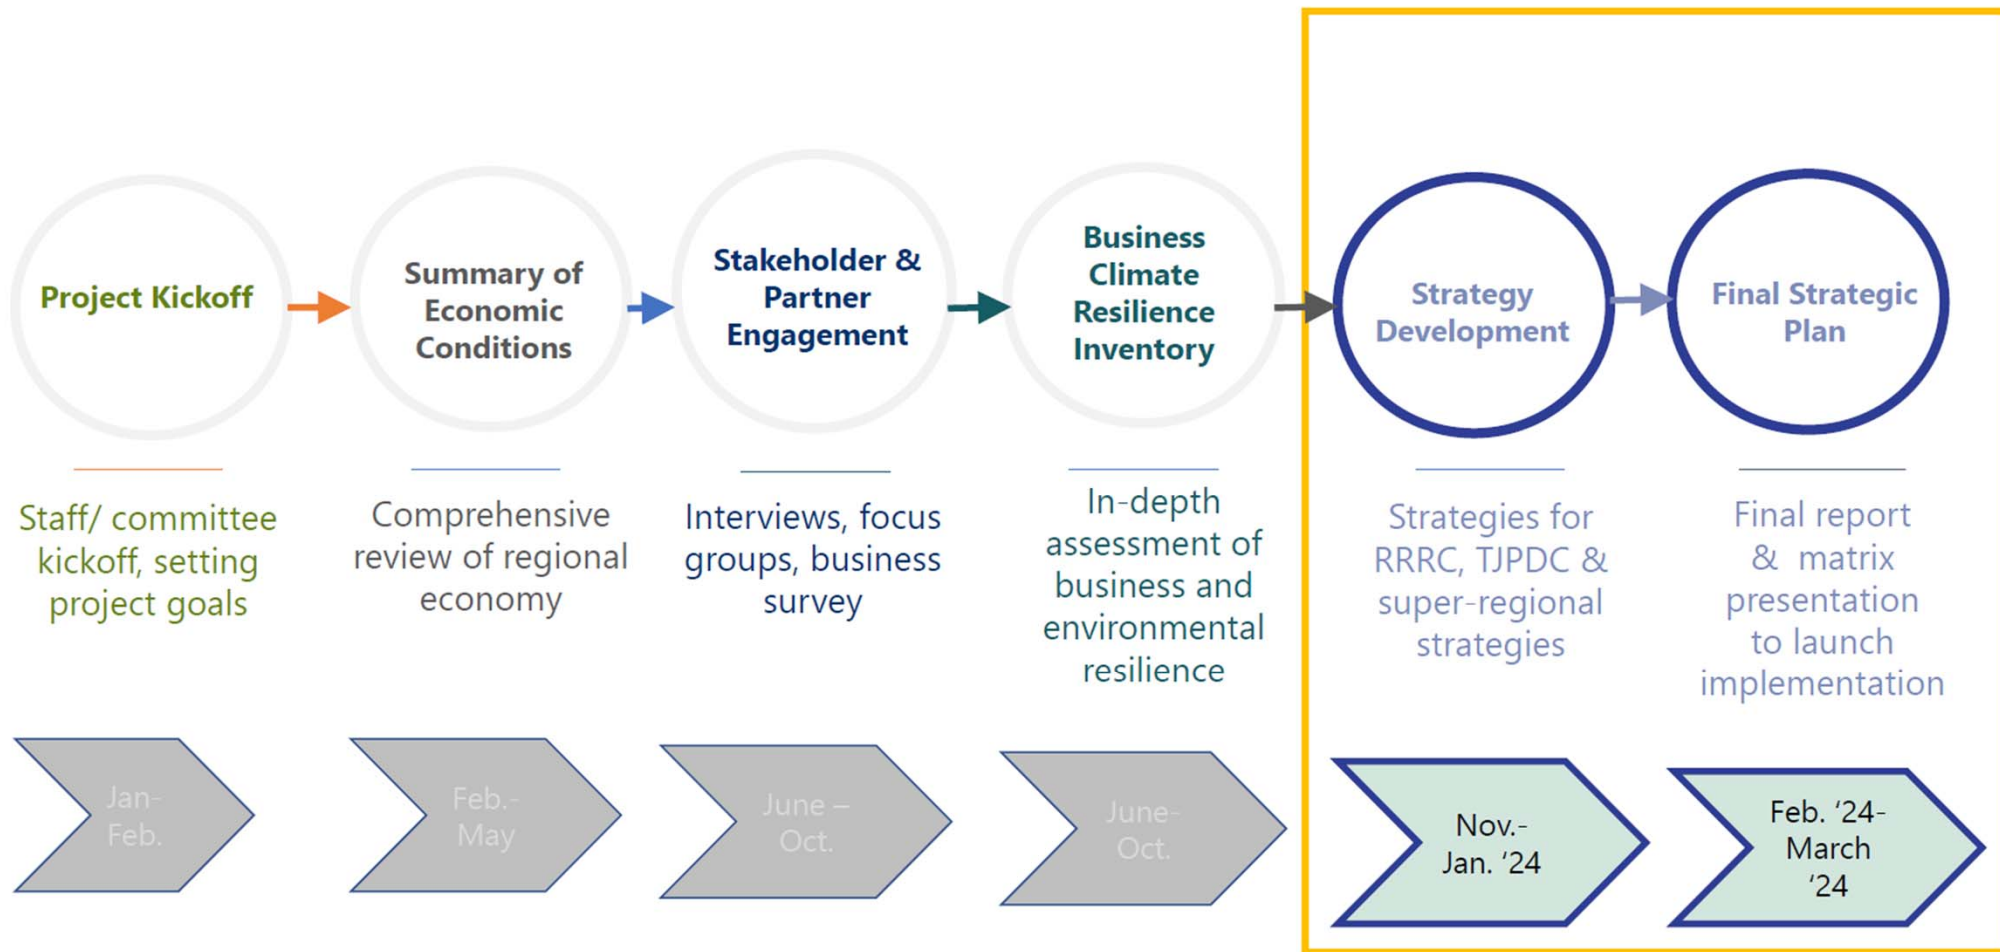 Project Kickoff
Summary of
Economic
Conditions
Stakeholder &
Partner
Engagement
Business
Climate
Resilience
Inventory
Strategy
Development
Final Strategic
Plan
Staff/ committee
kickoff, setting
project goals
Comprehensive
review of regional
economy
Interviews, focus
groups, business
survey
In-depth
assessment of
business and
environmental
resilience
Strategies for
RRRC, TJPDC &
super-regional
strategies
Final report
& matrix
presentation
to launch
implementation
Jan-
Feb.
Feb.-
May
June –
Oct.
June-
Oct.
Nov.-
Jan. ‘24
Feb. ‘24-
March
‘24